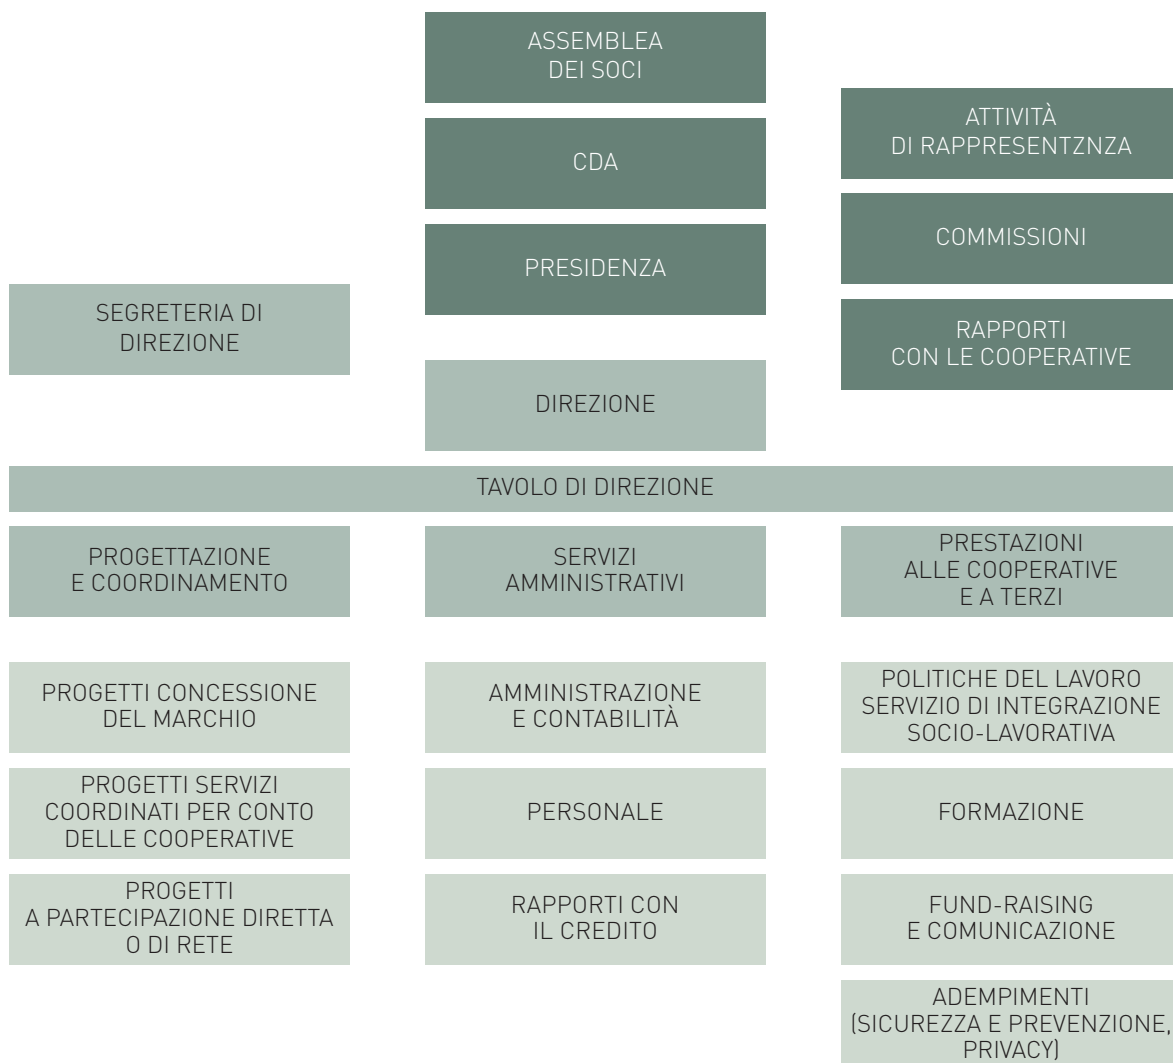 ASSEMBLEA
DEI SOCI
ATTIVITÀ
DI RAPPRESENTZNZA
CDA
COMMISSIONI
PRESIDENZA
SEGRETERIA DI
DIREZIONE
RAPPORTI
CON LE COOPERATIVE
DIREZIONE
TAVOLO DI DIREZIONE
PROGETTAZIONE
E COORDINAMENTO
SERVIZI
AMMINISTRATIVI
PRESTAZIONI
ALLE COOPERATIVE
E A TERZI
PROGETTI CONCESSIONE
DEL MARCHIO
AMMINISTRAZIONE
E CONTABILITÀ
POLITICHE DEL LAVORO
SERVIZIO DI INTEGRAZIONE
SOCIO-LAVORATIVA
PROGETTI SERVIZI
COORDINATI PER CONTO
DELLE COOPERATIVE
PERSONALE
FORMAZIONE
PROGETTI
A PARTECIPAZIONE DIRETTA
O DI RETE
RAPPORTI CON
IL CREDITO
FUND-RAISING
E COMUNICAZIONE
ADEMPIMENTI
(SICUREZZA E PREVENZIONE,
PRIVACY)